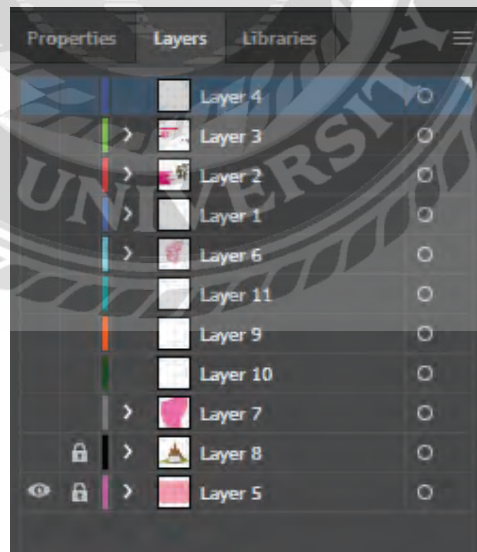 Properties Layers Libraries
Layer 4
Layer 3
Layer 2
Layer 1
Layer 6
Layer 11
Layer 9
Layer 10
Layer 7
Layer 8
Layer 5
UNIVERSITY